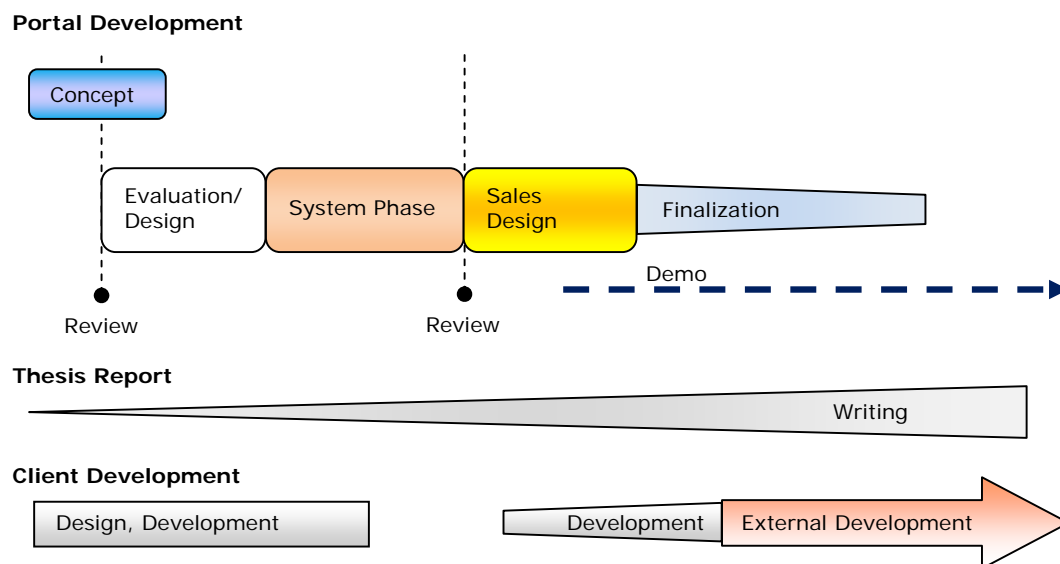 Portal Development
Concept
Evaluation/
Design
System Phase
Sales
Design
Finalization
Demo
Review
Review
Thesis Report
Writing
Client Development
Design, Development
Development
External Development